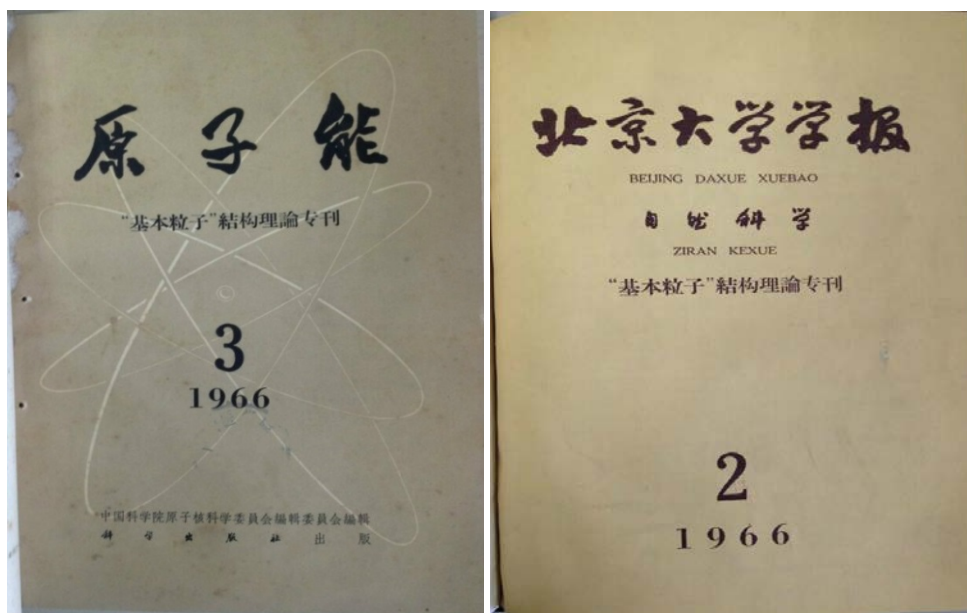 原子能
“基本粒子”結构理論专刊
3
1966
中国科学院原子核科学委員会編輯委員会編輯
科学出版社 出版
北京大学学报
BEIJING DAXUE XUEBAO
自然科学
ZIRAN KEXUE
“基本粒子”結构理論专刊
2
1966